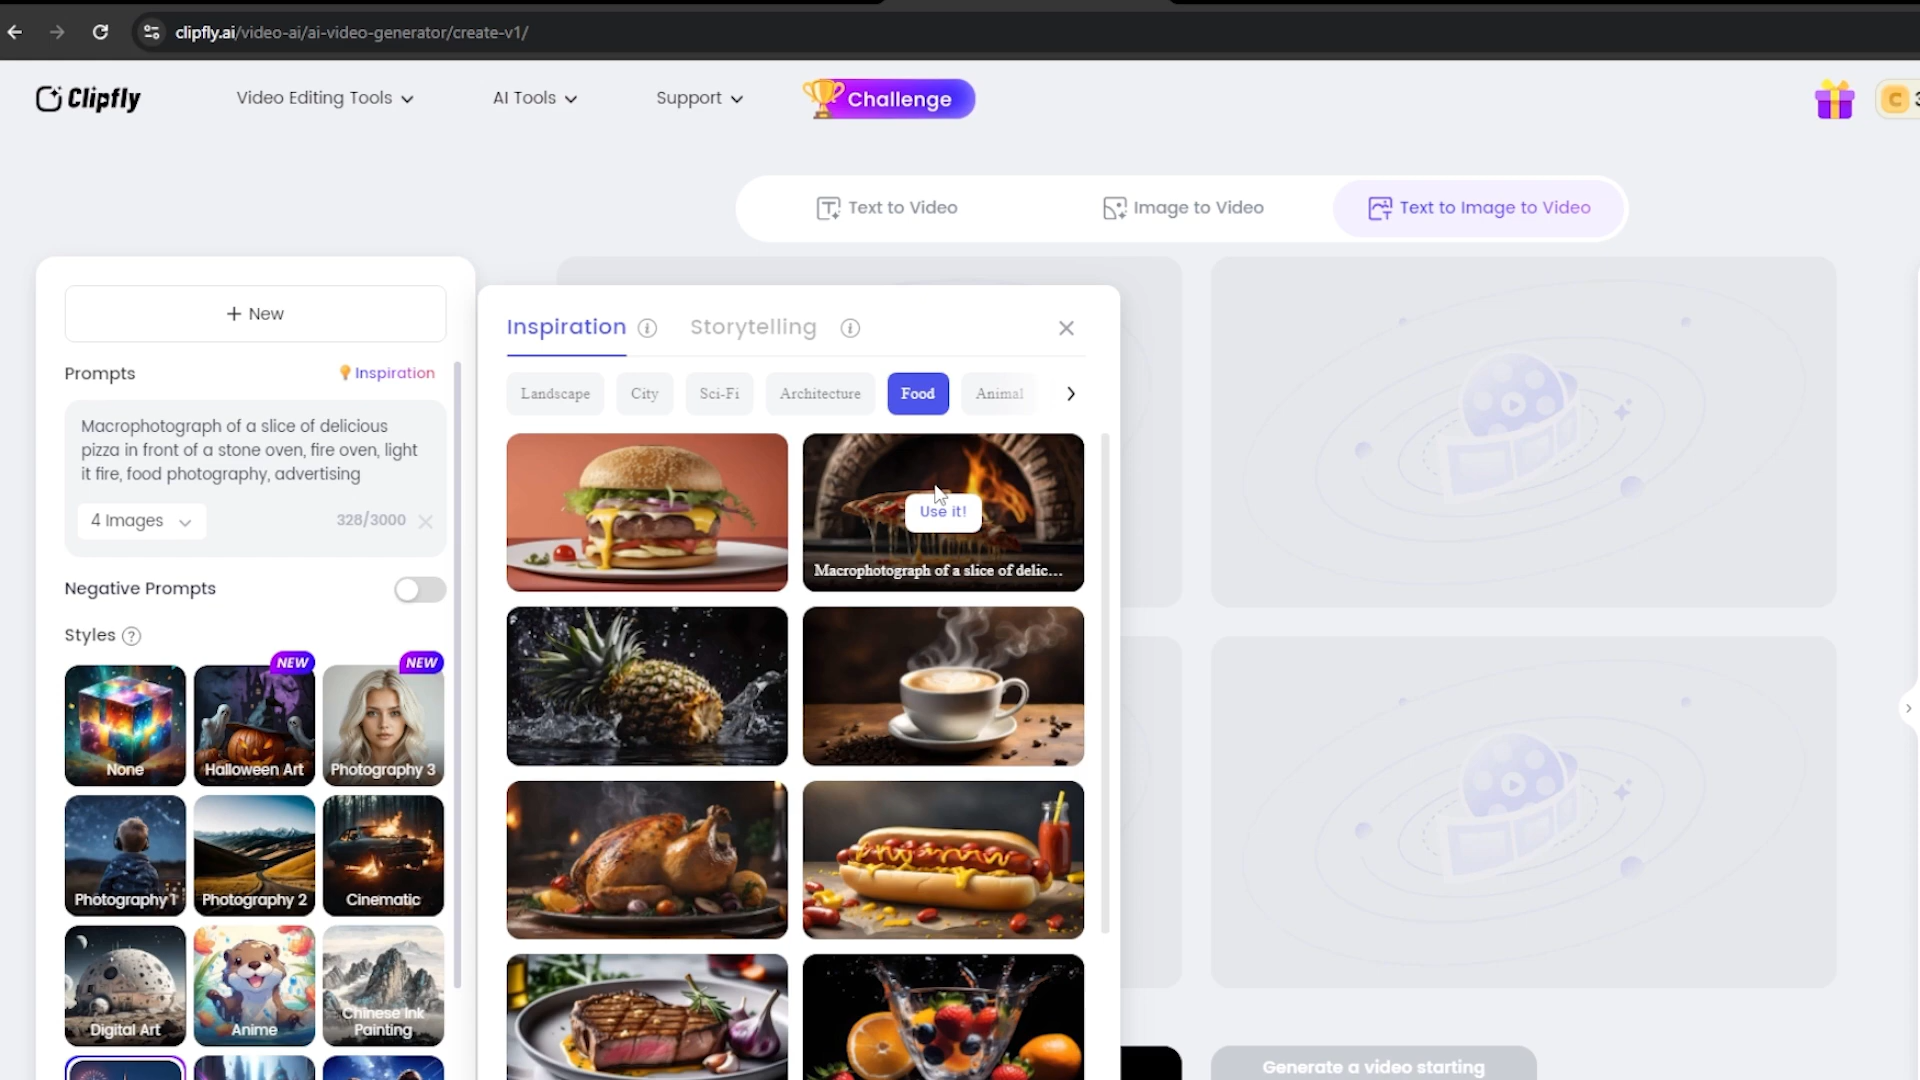 clipfly.ai/video-ai/ai-video-generator/create-v1/
Clipfly
Video Editing Tools
AI Tools
Support
Challenge
C 3
Text to Video
Image to Video
Text to Image to Video
+ New
Prompts
Inspiration
Macrophotograph of a slice of delicious
pizza in front of a stone oven, fire oven, light
it fire, food photography, advertising
4 Images
328/3000
Negative Prompts
Styles ?
NEW
NEW
None
Halloween Art
Photography 3
Photography 1
Photography 2
Cinematic
Digital Art
Anime
Chinese Ink
Painting
Inspiration
Storytelling
Landscape
City
Sci-Fi
Architecture
Food
Animal
Use it!
Macrophotograph of a slice of delic...
Generate a video starting